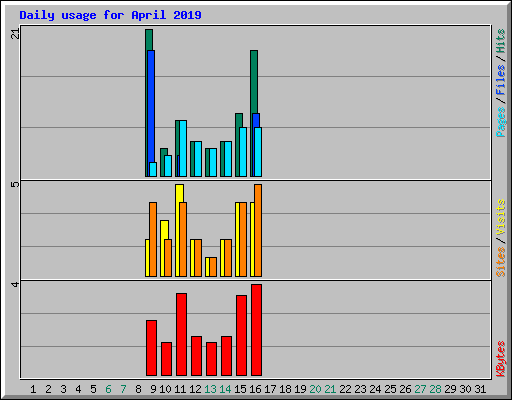 Daily usage for April 2019
21
Pages / Files / Hits
5
Sites / Visits
4
KBytes
1 2 3 4 5 6 7 8 9 10 11 12 13 14 15 16 17 18 19 20 21 22 23 24 25 26 27 28 29 30 31